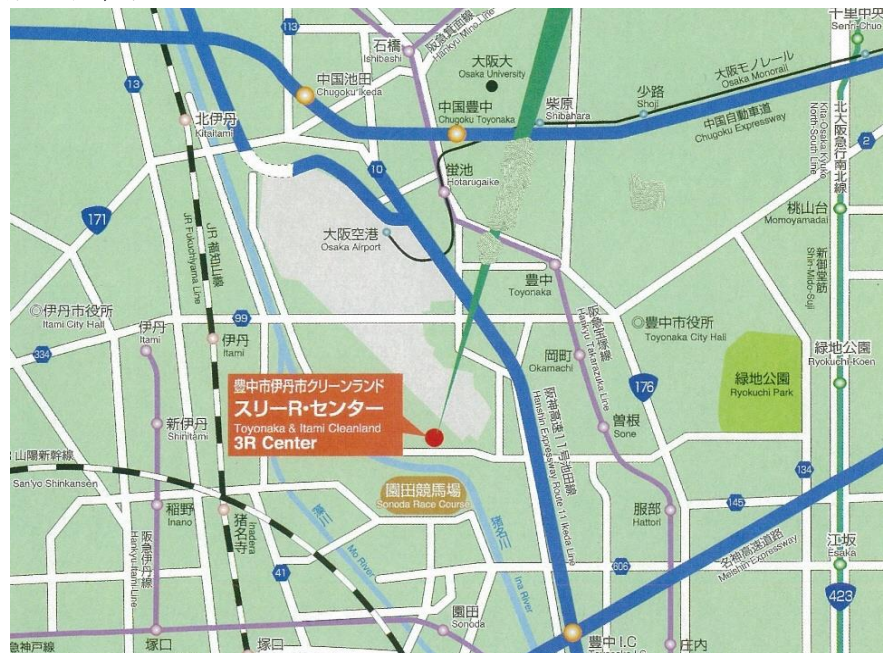 千里中央
Senri-Chuo
113
石橋
Ishibashi
阪急箕面線
Hankyu Mino Line
大阪大
Osaka University
大阪モノレール
Osaka Monorail
13
中国池田
Chugoku Ikeda
中国豊中
Chugoku Toyonaka
柴原
Shibahara
少路
Shoji
中国自動車道
Chugoku Expressway
北大阪急行南北線
Kita-Osaka Kyuko
North-South Line
北伊丹
Kitaitami
2
10
蛍池
Hotarugaike
171
桃山台
Momoyamadai
大阪空港
Osaka Airport
JR 福知山線
JR Fukuchiyama Line
新御堂筋
Shin-Mido-Suji
豊中
Toyonaka
◎伊丹市役所
Itami City Hall
99
伊丹
Itami
伊丹
Itami
334
阪急宝塚線
Hankyu Takarazuka Line
◎豊中市役所
Toyonaka City Hall
岡町
Okamachi
176
緑地公園
Ryokuchi Park
緑地公園
Ryokuchi-Koen
豊中市伊丹市クリーンランド
スリーR・センター
Toyonaka & Itami Cleanland
3R Center
新伊丹
Shinitami
曽根
Sone
阪神高速11号池田線
Hanshin Expressway Route 11 Ikeda Line
山陽新幹線
San'yo Shinkansen
134
園田競馬場
Sonoda Race Course
稲野
Inano
猪名寺
Inadera
145
服部
Hattori
藻川
Mo River
猪名川
Ina River
名神高速道路
Meishin Expressway
江坂
Esaka
阪急伊丹線
Hankyu Itami Line
41
606
423
園田
Sonoda
急神戸線
塚口
塚口
豊中 I.C
Toyonaka I.C
庄内